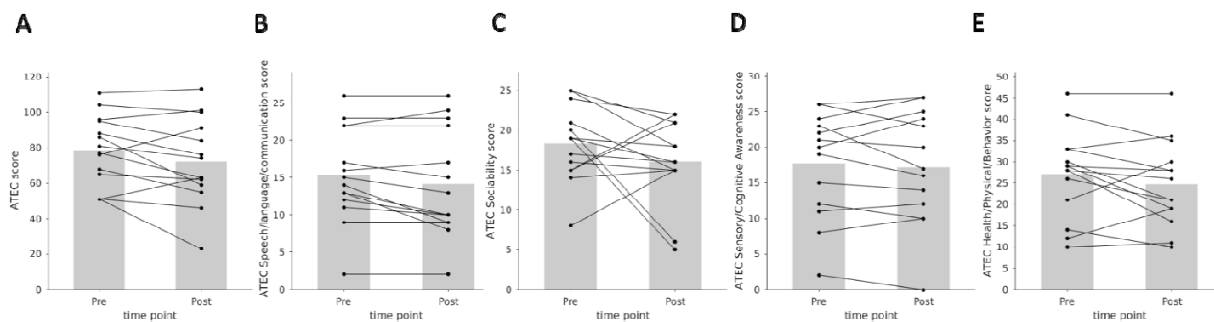 A
B
C
D
E
ATEC score
120
100
80
60
40
20
0
Pre
Post
time point
ATEC Speech/language/communication score
25
20
15
10
5
0
Pre
Post
time point
ATEC Sociability score
25
20
15
10
5
0
Pre
Post
time point
ATEC Sensory/Cognitive Awareness score
30
25
20
15
10
5
0
Pre
Post
time point
ATEC Health/Physical/Behavior score
50
45
40
35
30
25
20
15
10
5
0
Pre
Post
time point